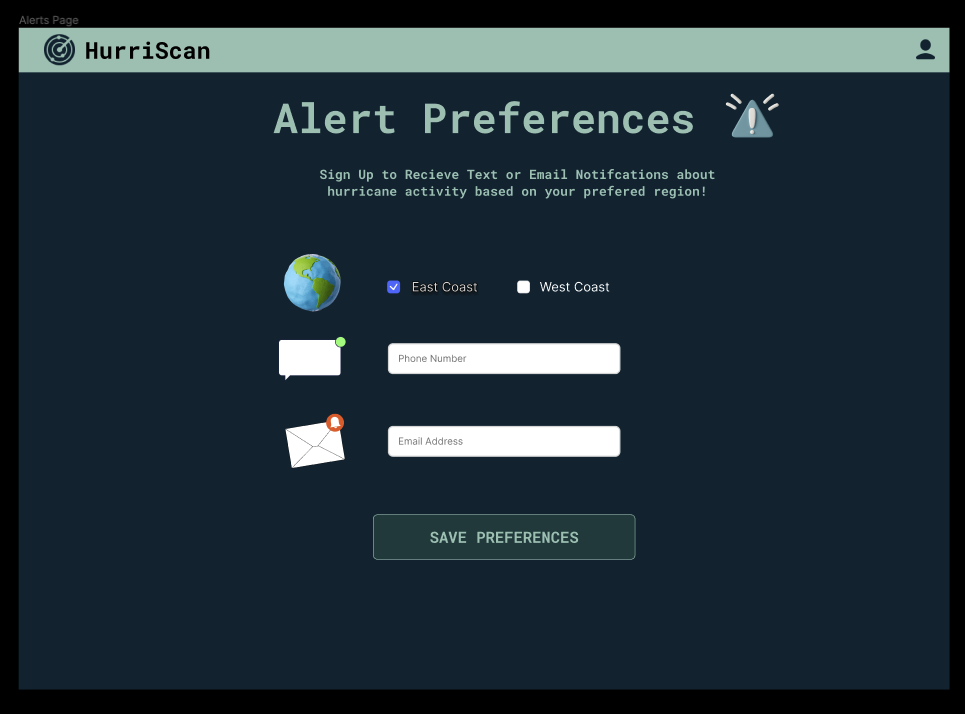 Alerts Page
HurriScan
Alert Preferences
Sign Up to Recieve Text or Email Notifcations about
hurricane activity based on your prefered region!
East Coast West Coast
Phone Number
Email Address
SAVE PREFERENCES